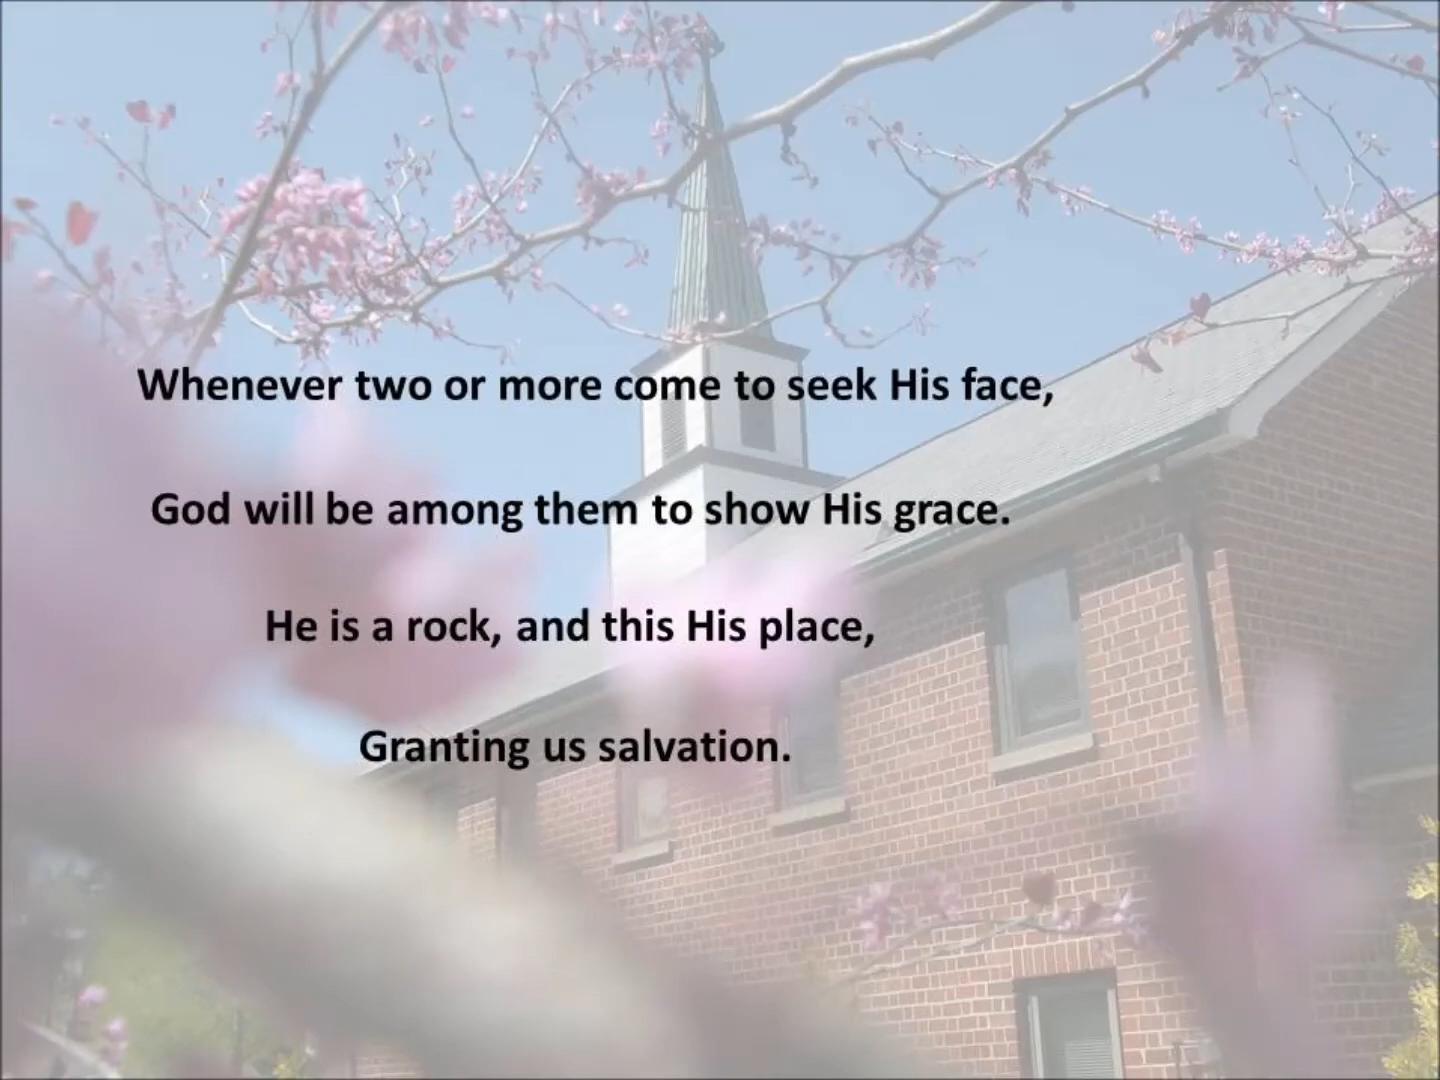 Whenever two or more come to seek His face,
God will be among them to show His grace.
He is a rock, and this His place,
Granting us salvation.